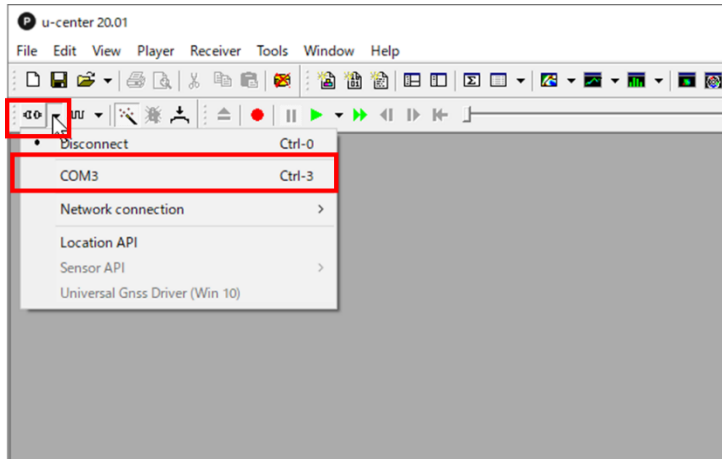 u-center 20.01
File Edit View Player Receiver Tools Window Help
Disconnect Ctrl-0
COM3 Ctrl-3
Network connection
Location API
Sensor API
Universal Gnss Driver (Win 10)